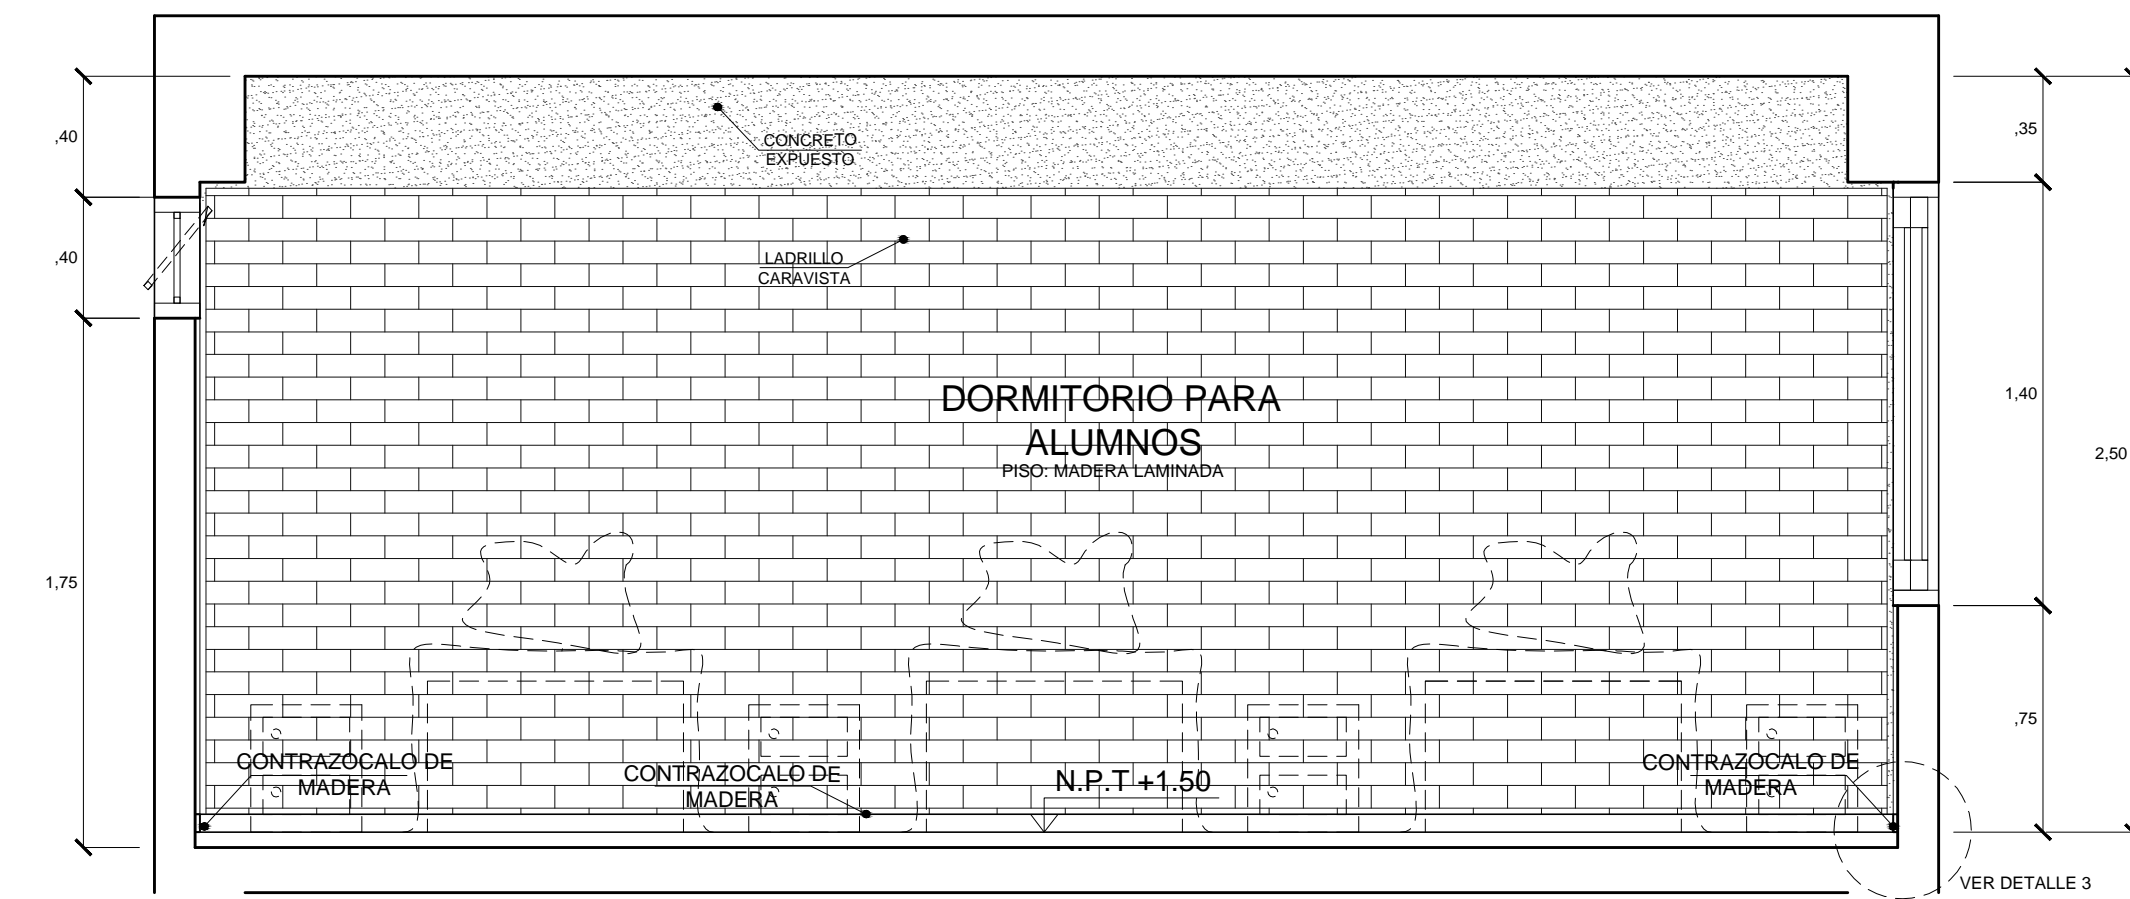 ,40
,35
CONCRETO
EXPUESTO
LADRILLO
CARAVISTA
,40
1,40
2,50
DORMITORIO PARA
ALUMNOS
PISO: MADERA LAMINADA
1,75
,75
CONTRAZOCALO DE
MADERA
CONTRAZOCALO DE
MADERA
N.P.T +1.50
CONTRAZOCALO DE
MADERA
VER DETALLE 3